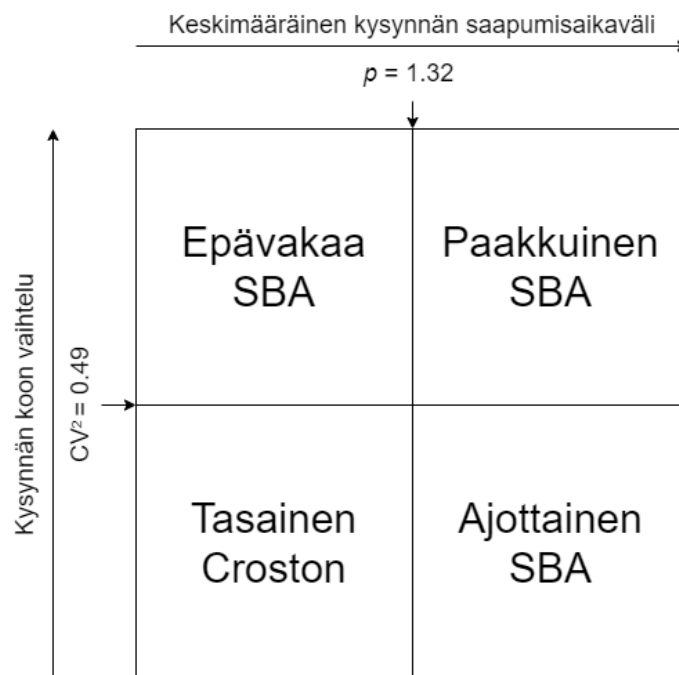 Keskimääräinen kysynnän saapumisaikaväli
p = 1.32
Epävakaa
SBA
Paakkuinen
SBA
Kysynnän koon vaihtelu
CV² = 0.49
Tasainen
Croston
Ajottainen
SBA